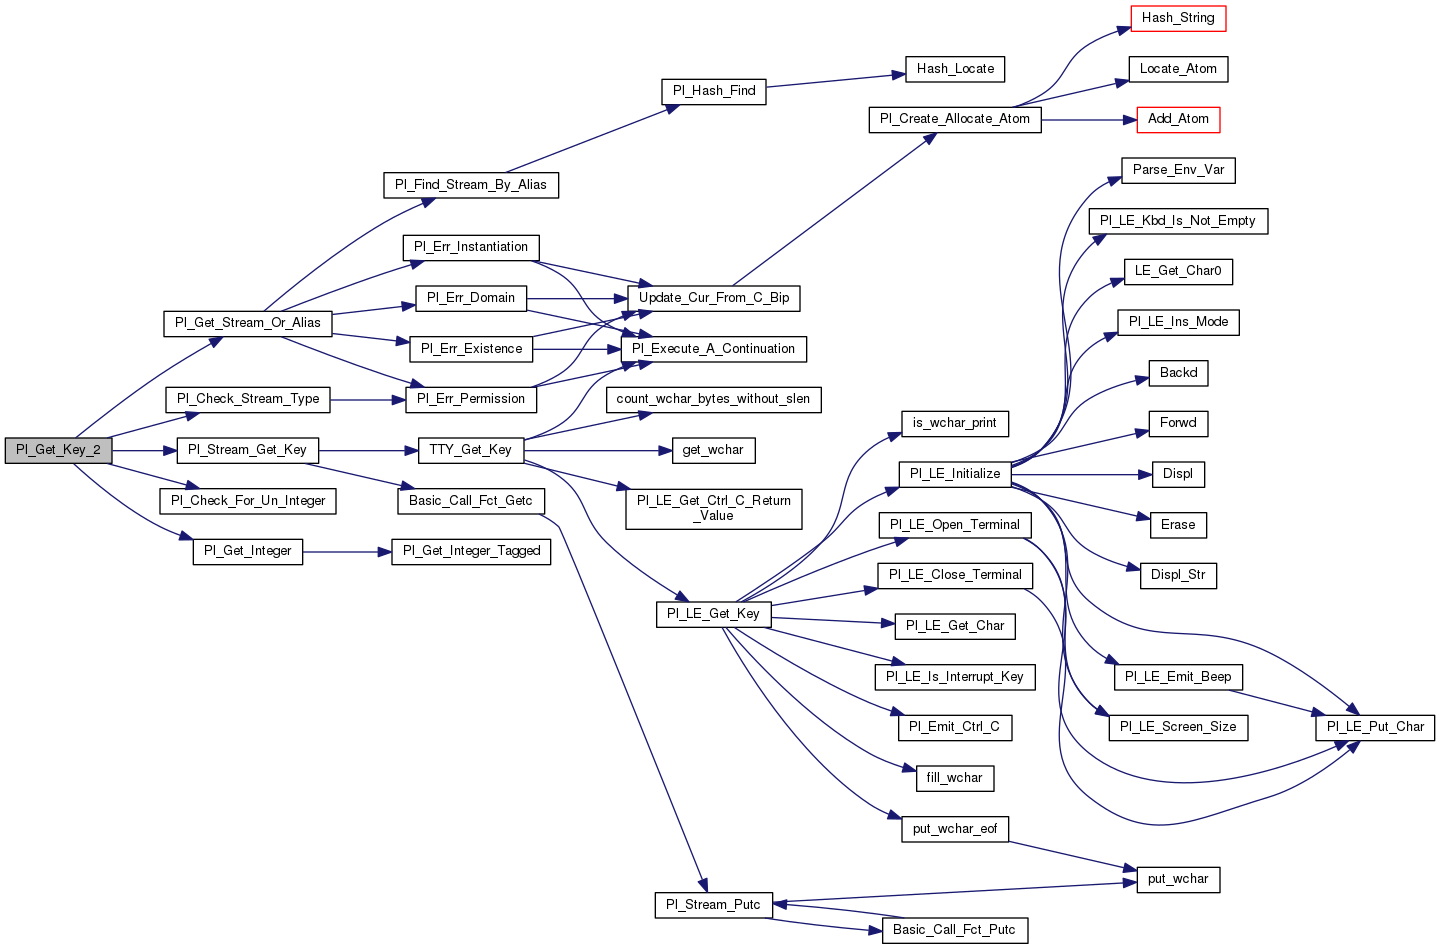 Hash_String
Hash_Locate
Locate_Atom
Pl_Hash_Find
Pl_Create_Allocate_Atom
Add_Atom
Parse_Env_Var
Pl_Find_Stream_By_Alias
Pl_LE_Kbd_Is_Not_Empty
Pl_Err_Instantiation
LE_Get_Char0
Pl_Err_Domain
Update_Cur_From_C_Bip
Pl_Get_Stream_Or_Alias
Pl_LE_Ins_Mode
Pl_Err_Existence
Pl_Execute_A_Continuation
Backd
Pl_Check_Stream_Type
Pl_Err_Permission
count_wchar_bytes_without_slen
is_wchar_print
Forwd
Pl_Get_Key_2
Pl_Stream_Get_Key
TTY_Get_Key
get_wchar
Pl_LE_Initialize
Displ
Pl_Check_For_Un_Integer
Basic_Call_Fct_Getc
Pl_LE_Get_Ctrl_C_Return
_Value
Pl_LE_Open_Terminal
Erase
Pl_Get_Integer
Pl_Get_Integer_Tagged
Pl_LE_Close_Terminal
Displ_Str
Pl_LE_Get_Key
Pl_LE_Get_Char
Pl_LE_Is_Interrupt_Key
Pl_LE_Emit_Beep
Pl_Emit_Ctrl_C
Pl_LE_Screen_Size
Pl_LE_Put_Char
fill_wchar
put_wchar_eof
put_wchar
Pl_Stream_Putc
Basic_Call_Fct_Putc